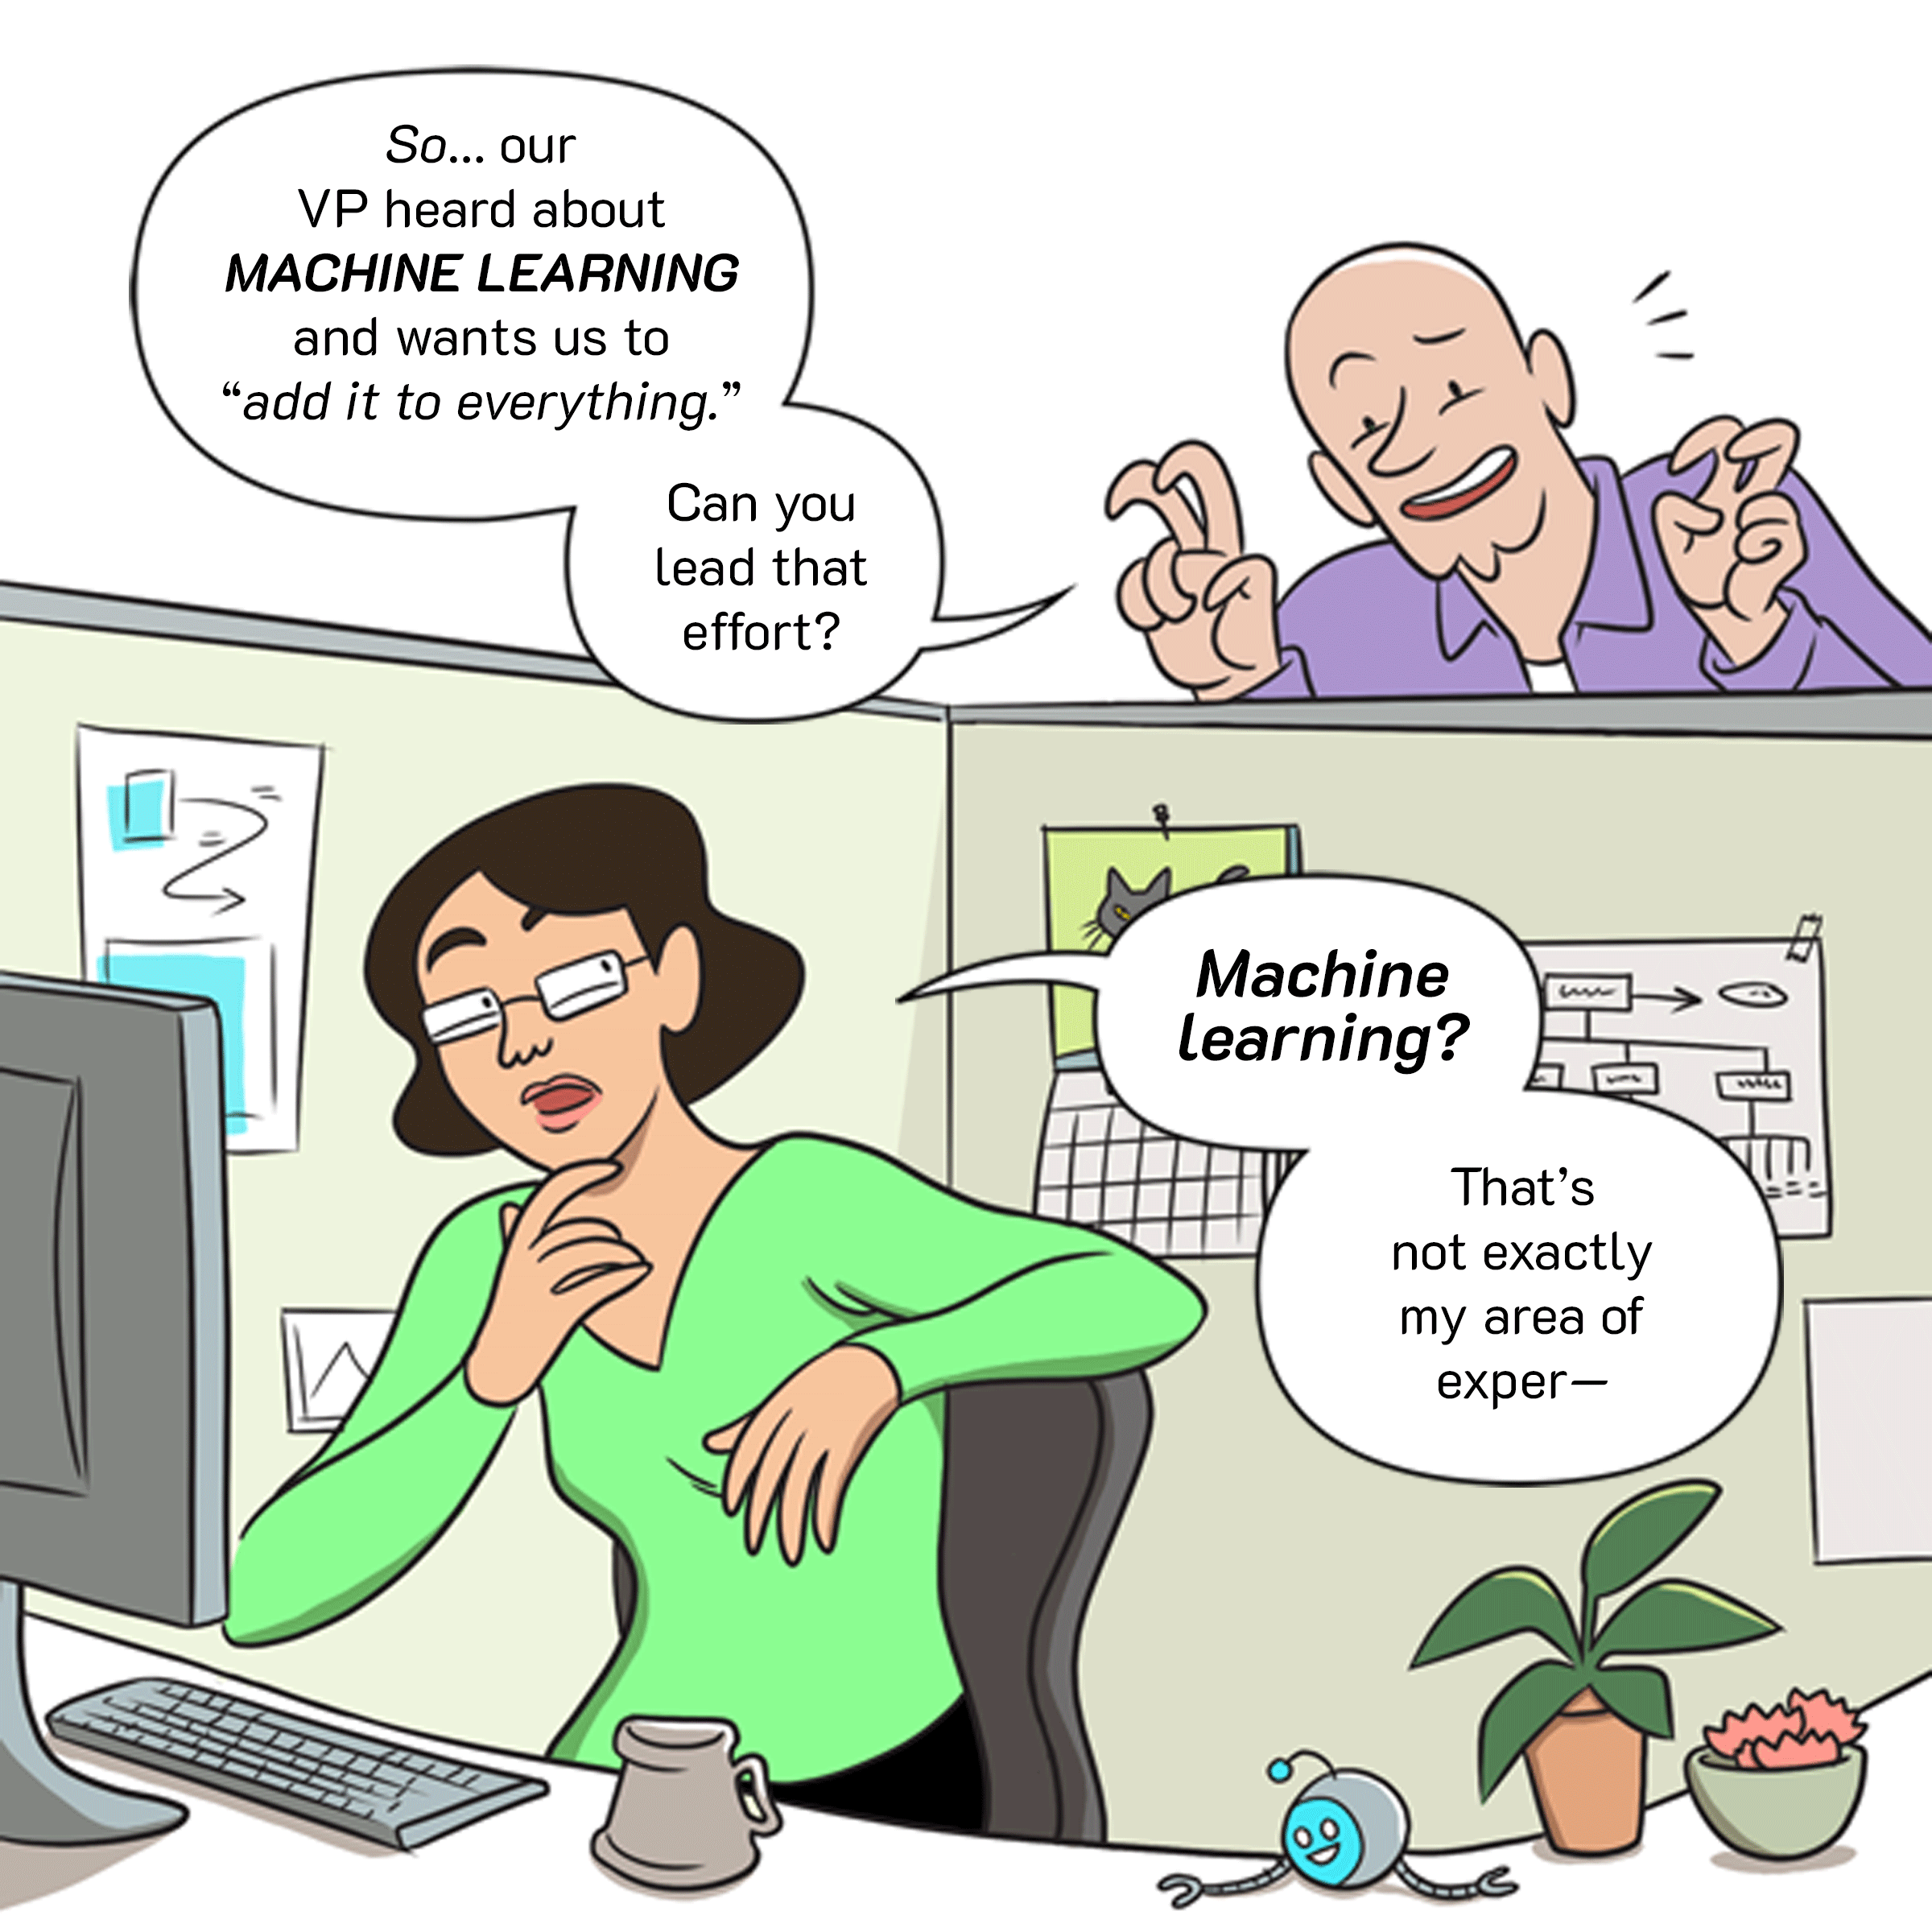 So... our
VP heard about
MACHINE LEARNING
and wants us to
“add it to everything.”
Can you
lead that
effort?
Machine
learning?
That’s
not exactly
my area of
exper—